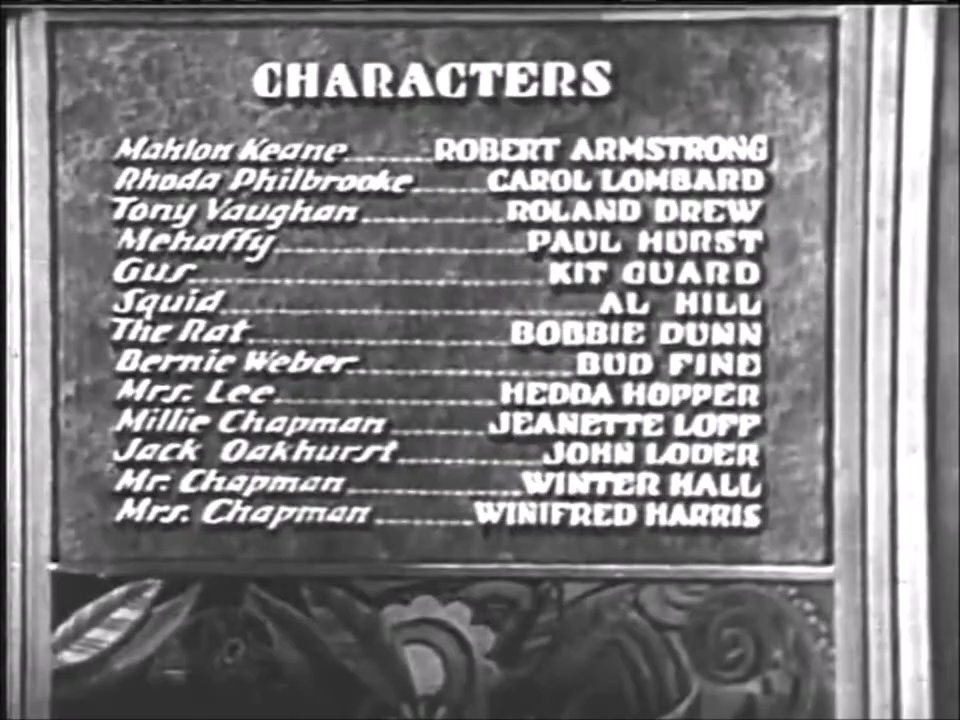 CHARACTERS
Mahlon Keane......ROBERT ARMSTRONG
Rhoda Philbrooke......CAROL LOMBARD
Tony Vaughan............ROLAND DREW
Mehaffy.....................PAUL HURST
Gus..............................KIT GUARD
Squid...............................AL HILL
The Rat......................BOBBIE DUNN
Bernie Weber..................BUD FINE
Mrs. Lee..................HEDDA HOPPER
Millie Chapman........JEANETTE LOFF
Jack Oakhurst............JOHN LODER
Mr. Chapman..............WINTER HALL
Mrs. Chapman........WINIFRED HARRIS